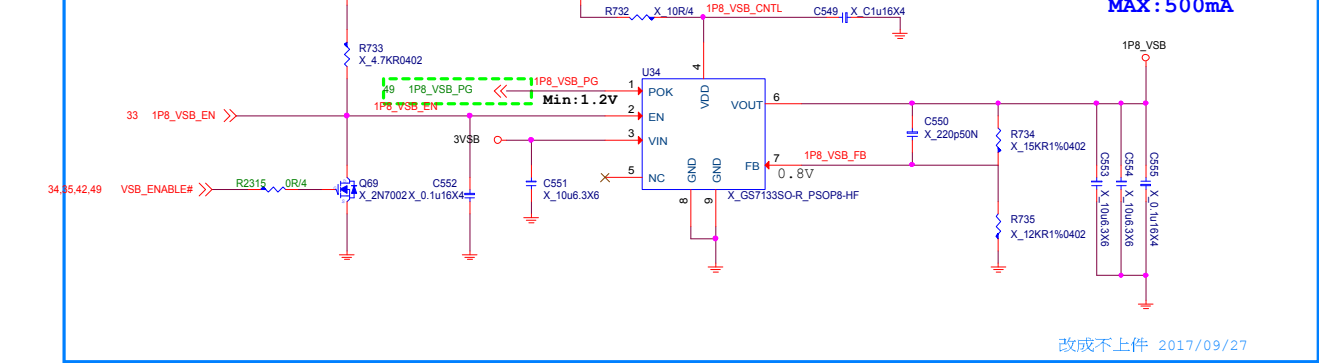 MAX:500mA
R732 X_10R/4 1P8_VSB_CNTL C549 X_C1u16X4
1P8_VSB
R733
X_4.7KR0402
U34
4
VDD
49 1P8_VSB_PG
1P8_VSB_PG
1 POK
Min:1.2V
VOUT 6
1P8_VSB_EN
33 1P8_VSB_EN
2 EN
C550
X_220p50N
R734
X_15KR1%0402
3VSB
3 VIN
FB 7
1P8_VSB_FB
0.8V
5 NC
GND
GND
8
9
X_GS7133SO-R_PSOP8-HF
34,35,42,49 VSB_ENABLE#
R2315 0R/4
Q69
X_2N7002
C552
X_0.1u16X4
C551
X_10u6.3X6
C553
X_10u6.3X6
C554
X_10u6.3X6
C555
X_0.1u16X4
R735
X_12KR1%0402
改成不上件 2017/09/27